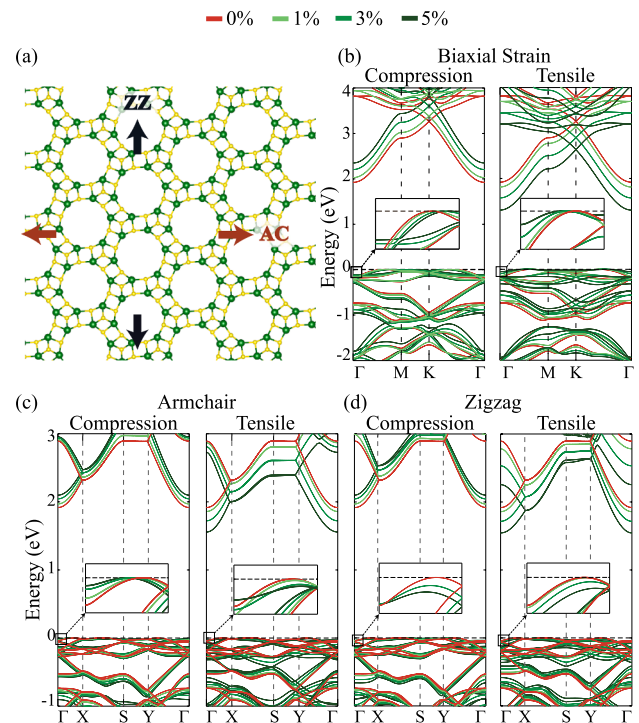 0% 1% 3% 5%
(a)
ZZ
AC
(b) Biaxial Strain
Compression Tensile
Energy (eV)
4
3
2
1
0
-1
-2
Γ M K Γ Γ M K Γ
(c) Armchair
Compression Tensile
(d) Zigzag
Compression Tensile
Energy (eV)
3
2
1
0
-1
Γ X S Y Γ Γ X S Y Γ Γ X S Y Γ Γ X S Y Γ